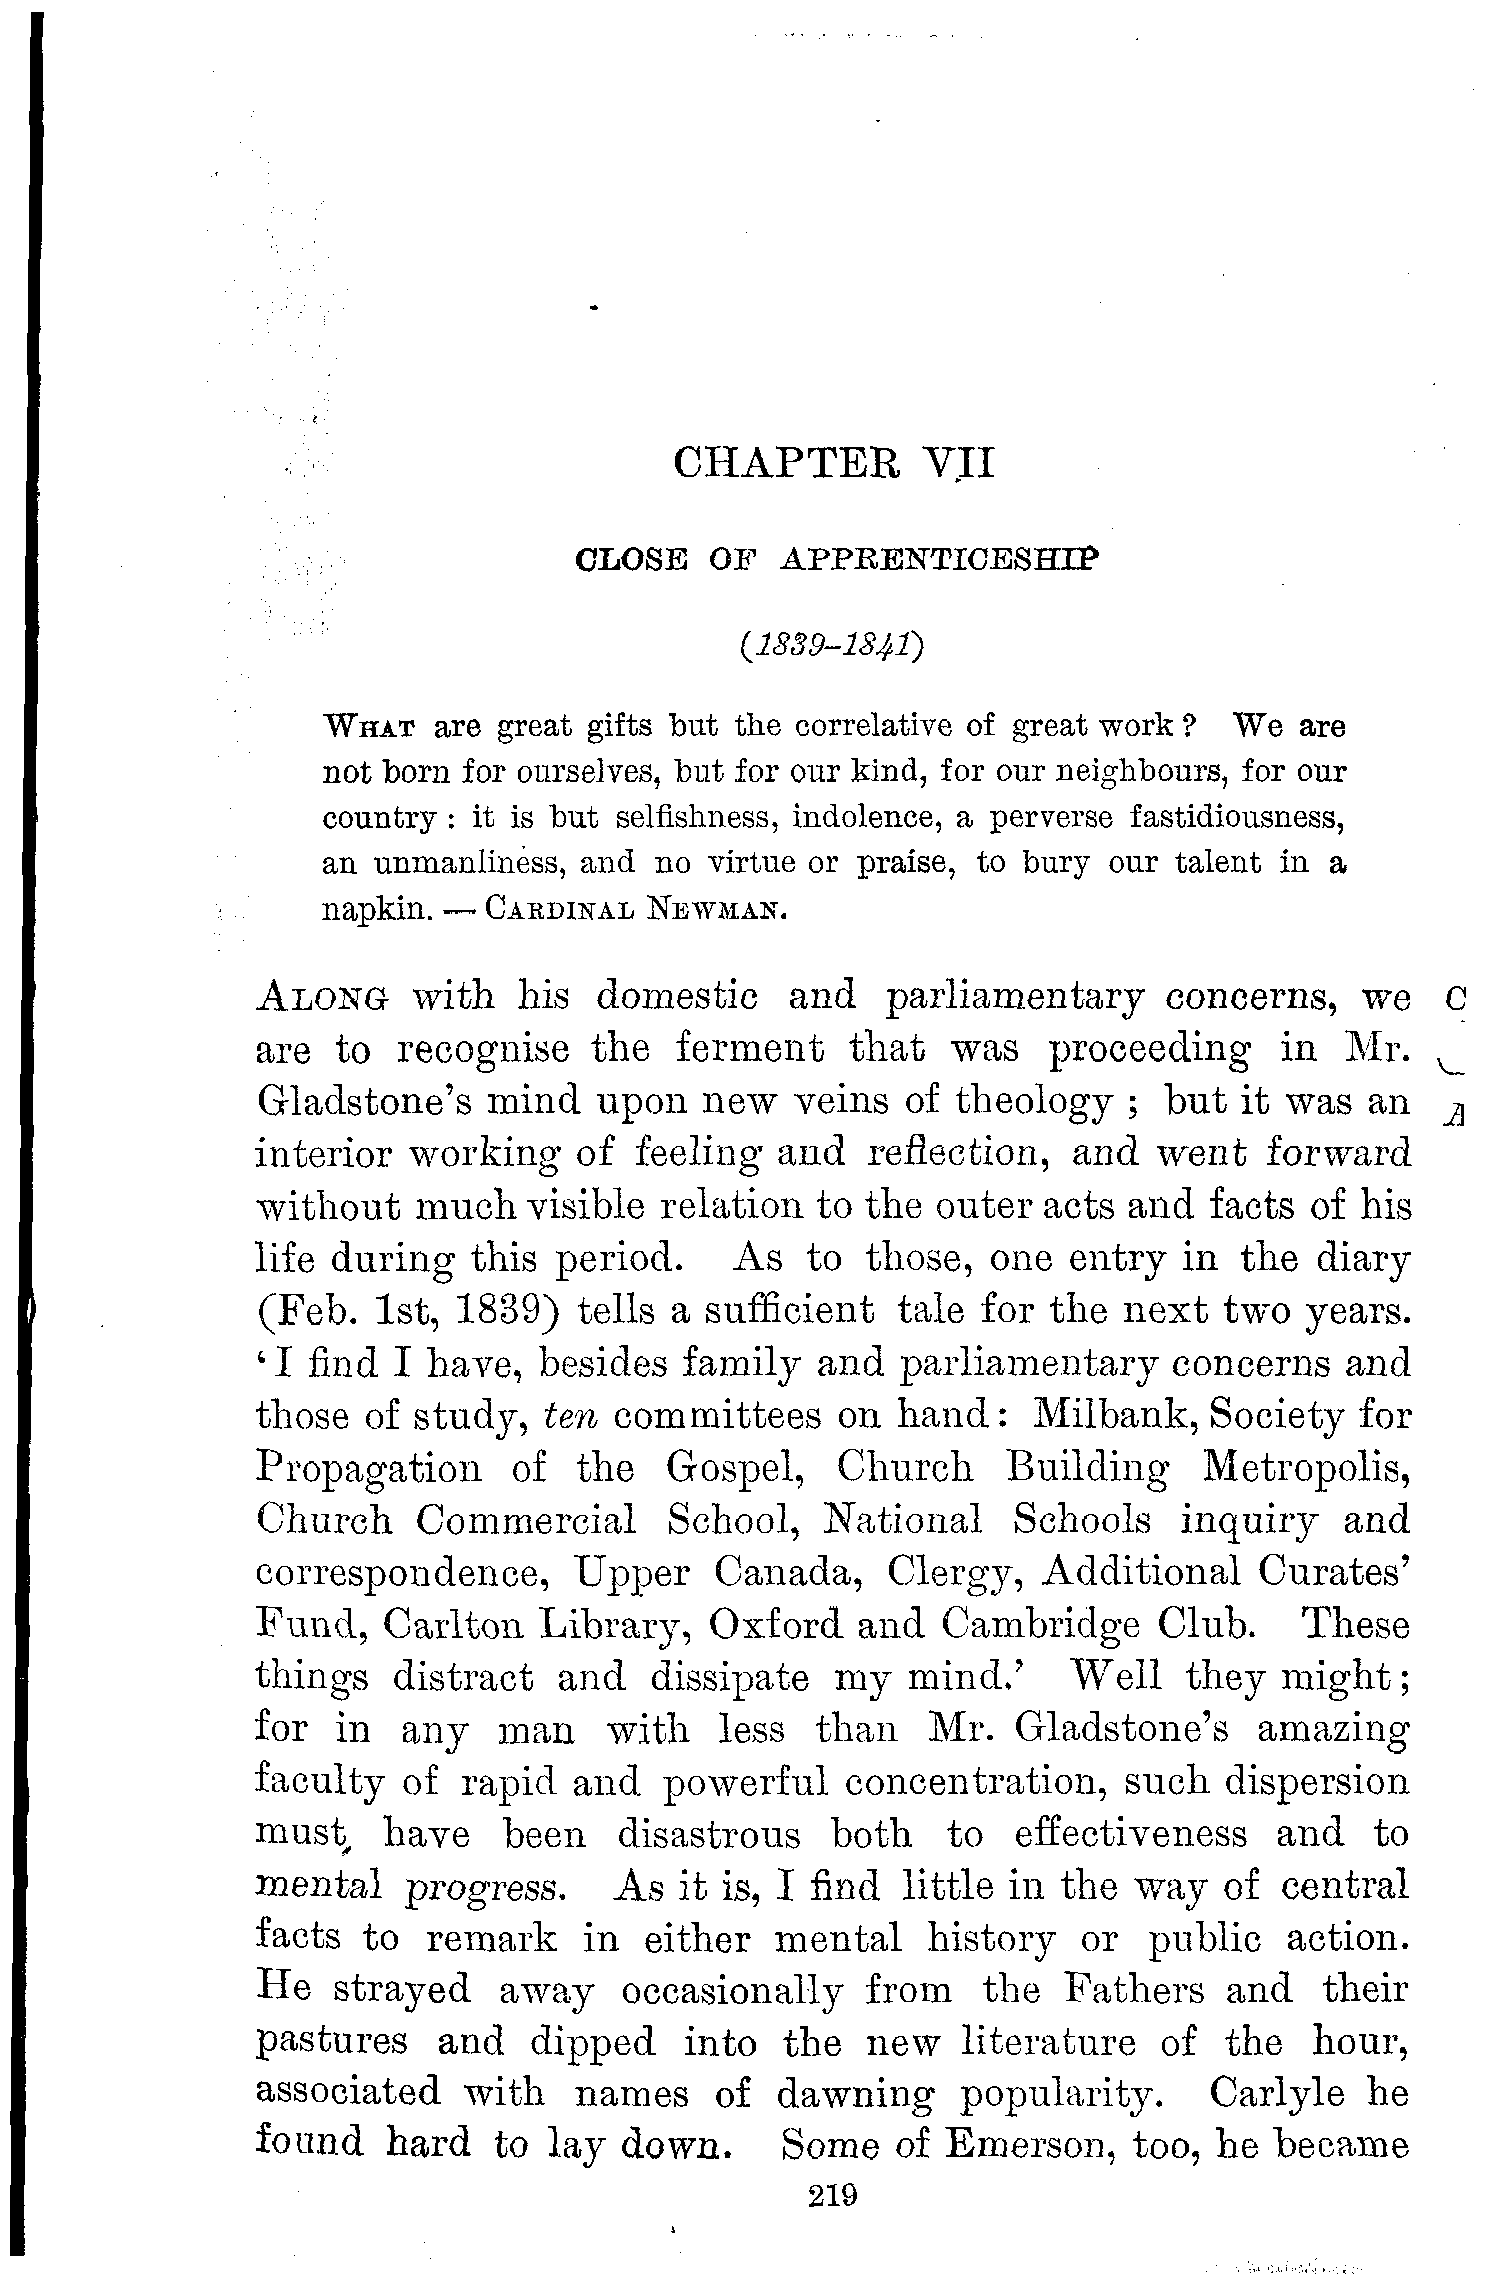 CHAPTER VII
CLOSE OF APPRENTICESHIP
(1839–1841)
WHAT are great gifts but the correlative of great work? We are
not born for ourselves, but for our kind, for our neighbours, for our
country: it is but selfishness, indolence, a perverse fastidiousness,
an unmanliness, and no virtue or praise, to bury our talent in a
napkin. — CARDINAL NEWMAN.
ALONG with his domestic and parliamentary concerns, we
are to recognise the ferment that was proceeding in Mr.
Gladstone's mind upon new veins of theology; but it was an
interior working of feeling and reflection, and went forward
without much visible relation to the outer acts and facts of his
life during this period. As to those, one entry in the diary
(Feb. 1st, 1839) tells a sufficient tale for the next two years.
'I find I have, besides family and parliamentary concerns and
those of study, ten committees on hand: Milbank, Society for
Propagation of the Gospel, Church Building Metropolis,
Church Commercial School, National Schools inquiry and
correspondence, Upper Canada, Clergy, Additional Curates'
Fund, Carlton Library, Oxford and Cambridge Club. These
things distract and dissipate my mind.' Well they might;
for in any man with less than Mr. Gladstone's amazing
faculty of rapid and powerful concentration, such dispersion
must have been disastrous both to effectiveness and to
mental progress. As it is, I find little in the way of central
facts to remark in either mental history or public action.
He strayed away occasionally from the Fathers and their
pastures and dipped into the new literature of the hour,
associated with names of dawning popularity. Carlyle he
found hard to lay down. Some of Emerson, too, he became
219